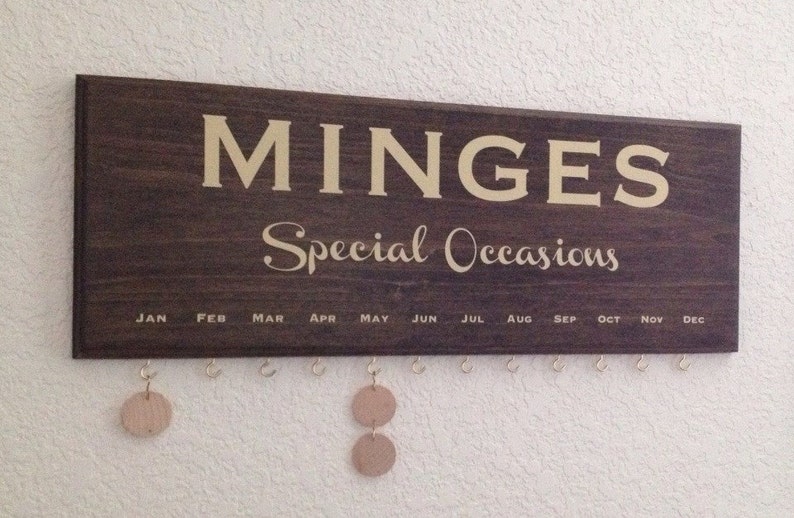 MINGES
Special Occasions
Jan Feb Mar Apr May Jun Jul Aug Sep Oct Nov Dec